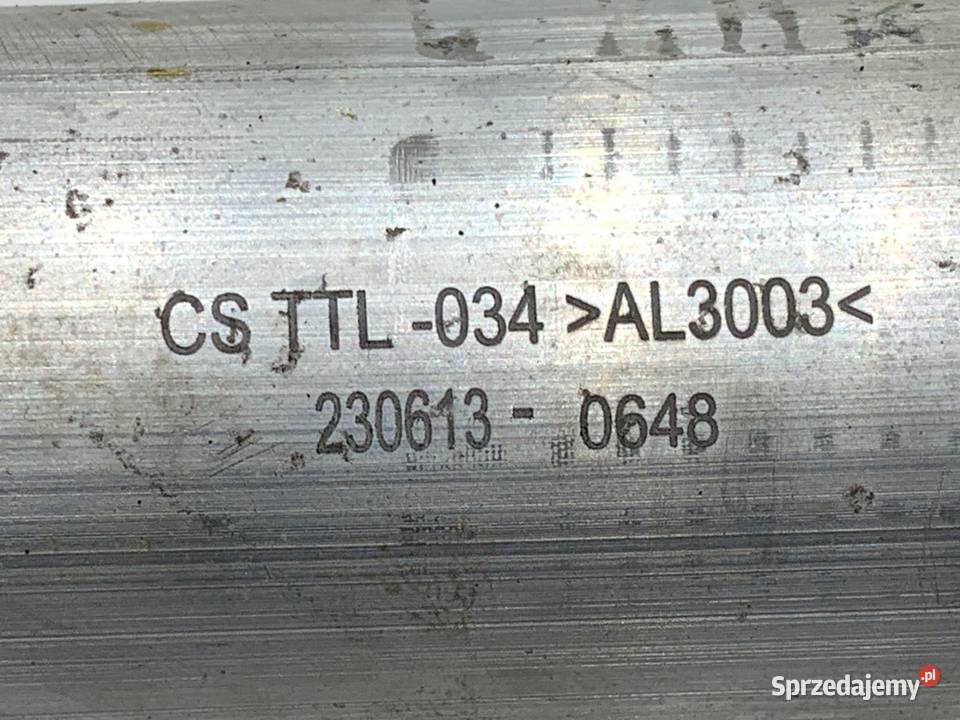 CS TTL -034 >AL3003<
230613 - 0648
Sprzedajemy.pl